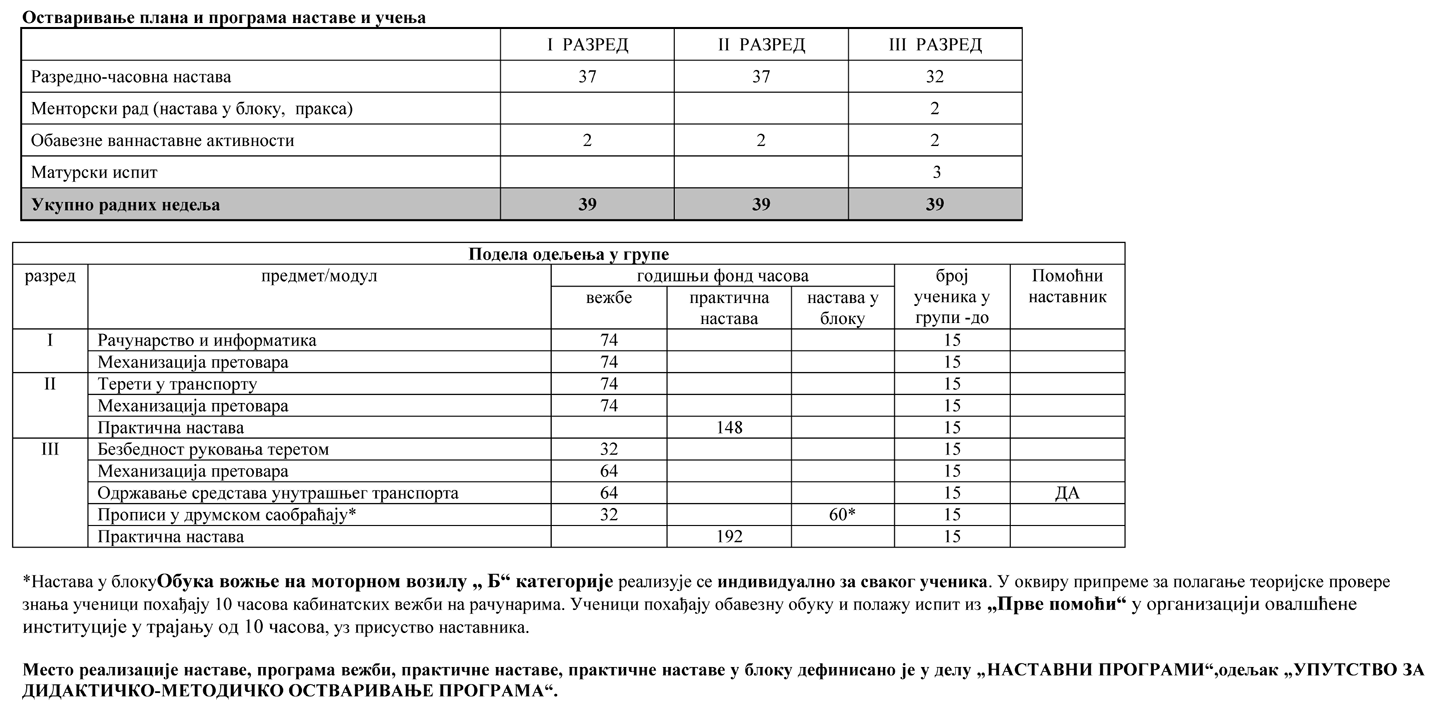 Остваривање плана и програма наставе и учења
I РАЗРЕД II РАЗРЕД III РАЗРЕД
Разредно-часовна настава 37 37 32
Менторски рад (настава у блоку, пракса) 2
Обавезне ваннаставне активности 2 2 2
Матурски испит 3
Укупно радних недеља 39 39 39
Подела одељења у групе
разред предмет/модул годишњи фонд часова број ученика у групи -до Помоћни наставник
вежбе практична настава настава у блоку
I Рачунарство и информатика 74 15
Механизација претовара 74 15
II Терети у транспорту 74 15
Механизација претовара 74 15
Практична настава 148 15
III Безбедност руковања теретом 32 15
Механизација претовара 64 15
Одржавање средстава унутрашњег транспорта 64 15 ДА
Прописи у друмском саобраћају* 32 60* 15
Практична настава 192 15
*Настава у блокуОбука вожње на моторном возилу „ Б“ категорије реализује се индивидуално за сваког ученика. У оквиру припреме за полагање теоријске провере
знања ученици похађају 10 часова кабинатских вежби на рачунарима. Ученици похађају обавезну обуку и полажу испит из „Прве помоћи“ у организацији овалшћене
институције у трајању од 10 часова, уз присуство наставника.
Место реализације наставе, програма вежби, практичне наставе, практичне наставе у блоку дефинисано је у делу „НАСТАВНИ ПРОГРАМИ“,одељак „УПУТСТВО ЗА
ДИДАКТИЧКО-МЕТОДИЧКО ОСТВАРИВАЊЕ ПРОГРАМА“.